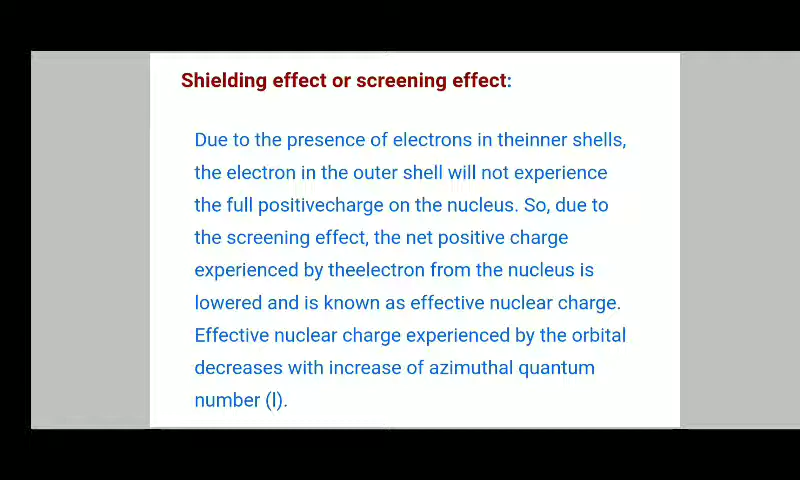 Shielding effect or screening effect:
Due to the presence of electrons in theinner shells,
the electron in the outer shell will not experience
the full positivecharge on the nucleus. So, due to
the screening effect, the net positive charge
experienced by theelectron from the nucleus is
lowered and is known as effective nuclear charge.
Effective nuclear charge experienced by the orbital
decreases with increase of azimuthal quantum
number (l).